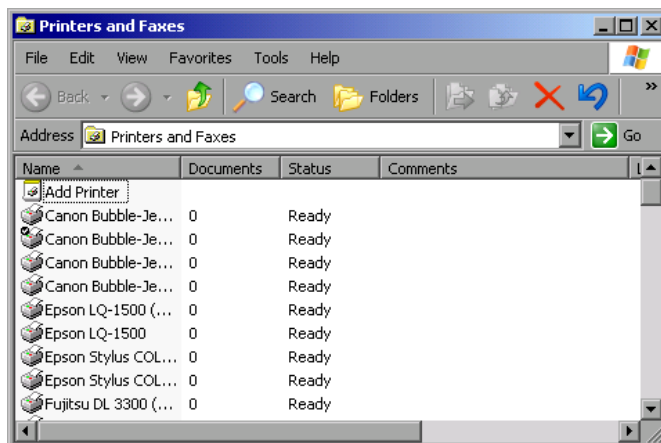 Printers and Faxes
File Edit View Favorites Tools Help
Back Search Folders »
Address Printers and Faxes Go
Name Documents Status Comments
Add Printer
Canon Bubble-Je... 0 Ready
Canon Bubble-Je... 0 Ready
Canon Bubble-Je... 0 Ready
Canon Bubble-Je... 0 Ready
Epson LQ-1500 (... 0 Ready
Epson LQ-1500 0 Ready
Epson Stylus COL... 0 Ready
Epson Stylus COL... 0 Ready
Fujitsu DL 3300 (... 0 Ready